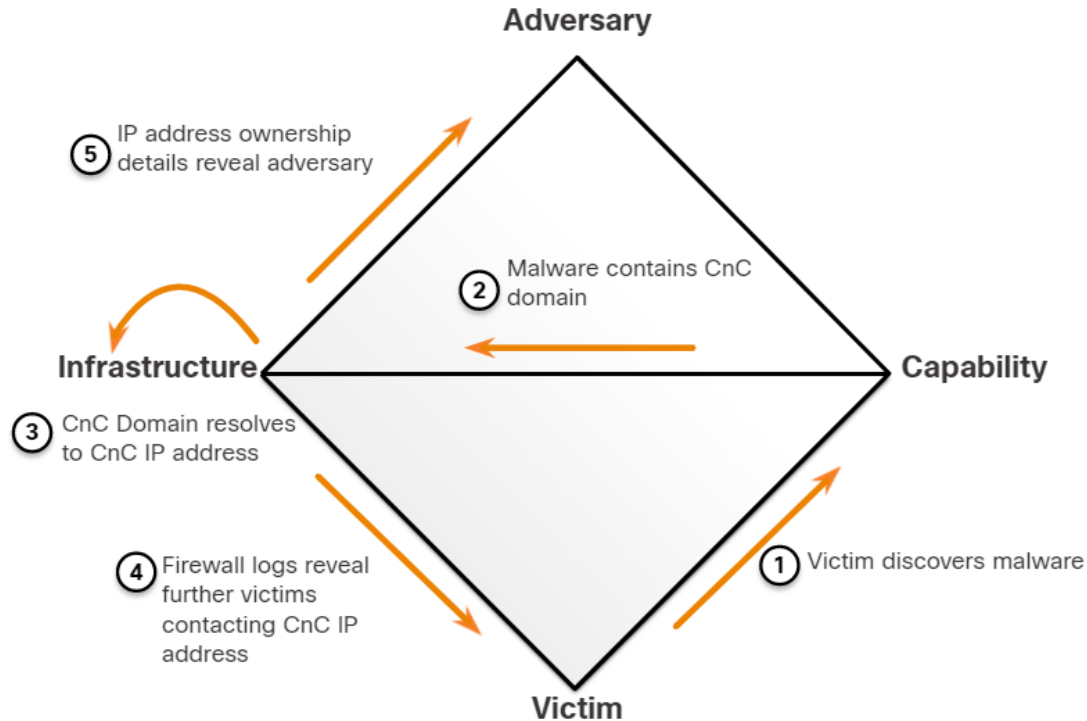 Adversary
5
IP address ownership
details reveal adversary
2
Malware contains CnC
domain
Infrastructure
Capability
3
CnC Domain resolves
to CnC IP address
4
Firewall logs reveal
further victims
contacting CnC IP
address
1
Victim discovers malware
Victim